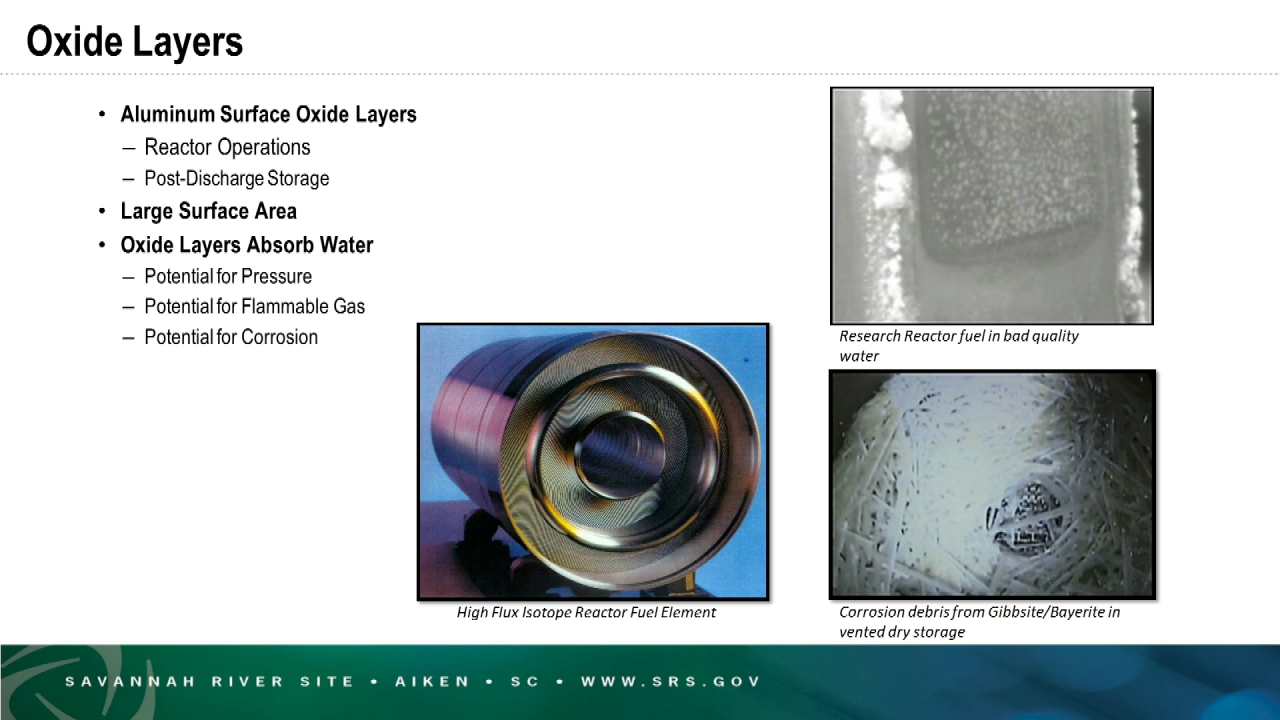 Oxide Layers
• Aluminum Surface Oxide Layers
– Reactor Operations
– Post-Discharge Storage
• Large Surface Area
• Oxide Layers Absorb Water
– Potential for Pressure
– Potential for Flammable Gas
– Potential for Corrosion
Research Reactor fuel in bad quality
water
High Flux Isotope Reactor Fuel Element
Corrosion debris from Gibbsite/Bayerite in
vented dry storage
SAVANNAH RIVER SITE • AIKEN • SC • WWW.SRS.GOV